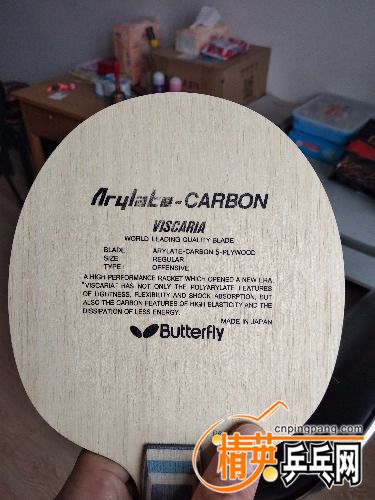 Arylate-CARBON
VISCARIA
WORLD LEADING QUALITY BLADE
BLADE: ARYLATE-CARBON 5-PLYWOOD
SIZE: REGULAR
TYPE: OFFENSIVE
A HIGH PERFORMANCE RACKET WHICH OPENED A NEW ERA.
"VISCARIA" HAS NOT ONLY THE POLYARYLATE FEATURES
OF LIGHTNESS, FLEXIBILITY AND SHOCK ABSORPTION, BUT
ALSO THE CARBON FEATURES OF HIGH ELASTICITY AND THE
DISSIPATION OF LESS ENERGY.
MADE IN JAPAN
Butterfly
cnpingpang.com
精英乒乓网